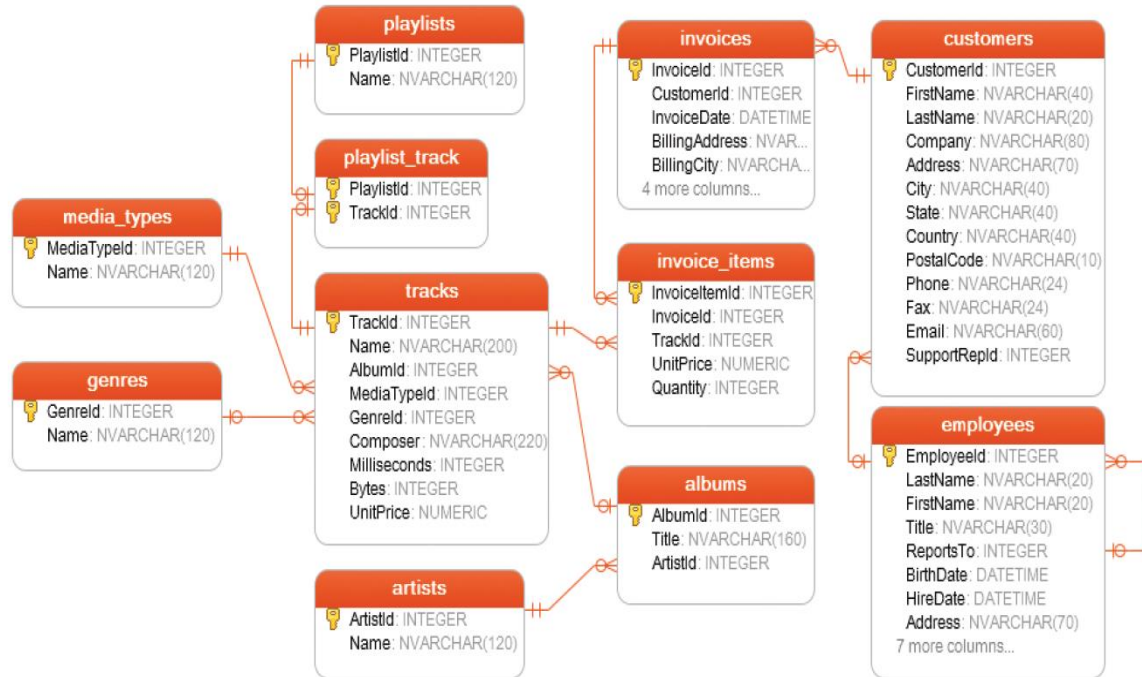 playlists
PlaylistId: INTEGER
Name: NVARCHAR(120)
playlist_track
PlaylistId: INTEGER
TrackId: INTEGER
media_types
MediaTypeId: INTEGER
Name: NVARCHAR(120)
genres
GenreId: INTEGER
Name: NVARCHAR(120)
tracks
TrackId: INTEGER
Name: NVARCHAR(200)
AlbumId: INTEGER
MediaTypeId: INTEGER
GenreId: INTEGER
Composer: NVARCHAR(220)
Milliseconds: INTEGER
Bytes: INTEGER
UnitPrice: NUMERIC
artists
ArtistId: INTEGER
Name: NVARCHAR(120)
invoices
InvoiceId: INTEGER
CustomerId: INTEGER
InvoiceDate: DATETIME
BillingAddress: NVAR...
BillingCity: NVARCHA...
4 more columns...
invoice_items
InvoiceItemId: INTEGER
InvoiceId: INTEGER
TrackId: INTEGER
UnitPrice: NUMERIC
Quantity: INTEGER
albums
AlbumId: INTEGER
Title: NVARCHAR(160)
ArtistId: INTEGER
customers
CustomerId: INTEGER
FirstName: NVARCHAR(40)
LastName: NVARCHAR(20)
Company: NVARCHAR(80)
Address: NVARCHAR(70)
City: NVARCHAR(40)
State: NVARCHAR(40)
Country: NVARCHAR(40)
PostalCode: NVARCHAR(10)
Phone: NVARCHAR(24)
Fax: NVARCHAR(24)
Email: NVARCHAR(60)
SupportRepId: INTEGER
employees
EmployeeId: INTEGER
LastName: NVARCHAR(20)
FirstName: NVARCHAR(20)
Title: NVARCHAR(30)
ReportsTo: INTEGER
BirthDate: DATETIME
HireDate: DATETIME
Address: NVARCHAR(70)
7 more columns...